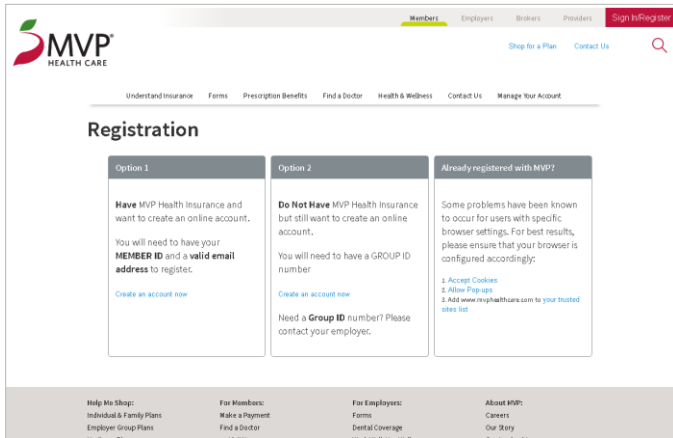 Members Employers Brokers Providers Sign In/Register
MVP®
HEALTH CARE
Shop for a Plan Contact Us
Understand Insurance Forms Prescription Benefits Find a Doctor Health & Wellness Contact Us Manage Your Account
Registration
Option 1
Have MVP Health Insurance and
want to create an online account.
You will need to have your
MEMBER ID and a valid email
address to register.
Create an account now
Option 2
Do Not Have MVP Health Insurance
but still want to create an online
account.
You will need to have a GROUP ID
number
Create an account now
Need a Group ID number? Please
contact your employer.
Already registered with MVP?
Some problems have been known
to occur for users with specific
browser settings. For best results,
please ensure that your browser is
configured accordingly:
1. Accept Cookies
2. Allow Pop-ups
3. Add www.mvphealthcare.com to your trusted
sites list
Help Me Shop:
Individual & Family Plans
Employer Group Plans
For Members:
Make a Payment
Find a Doctor
For Employers:
Forms
Dental Coverage
About MVP:
Careers
Our Story